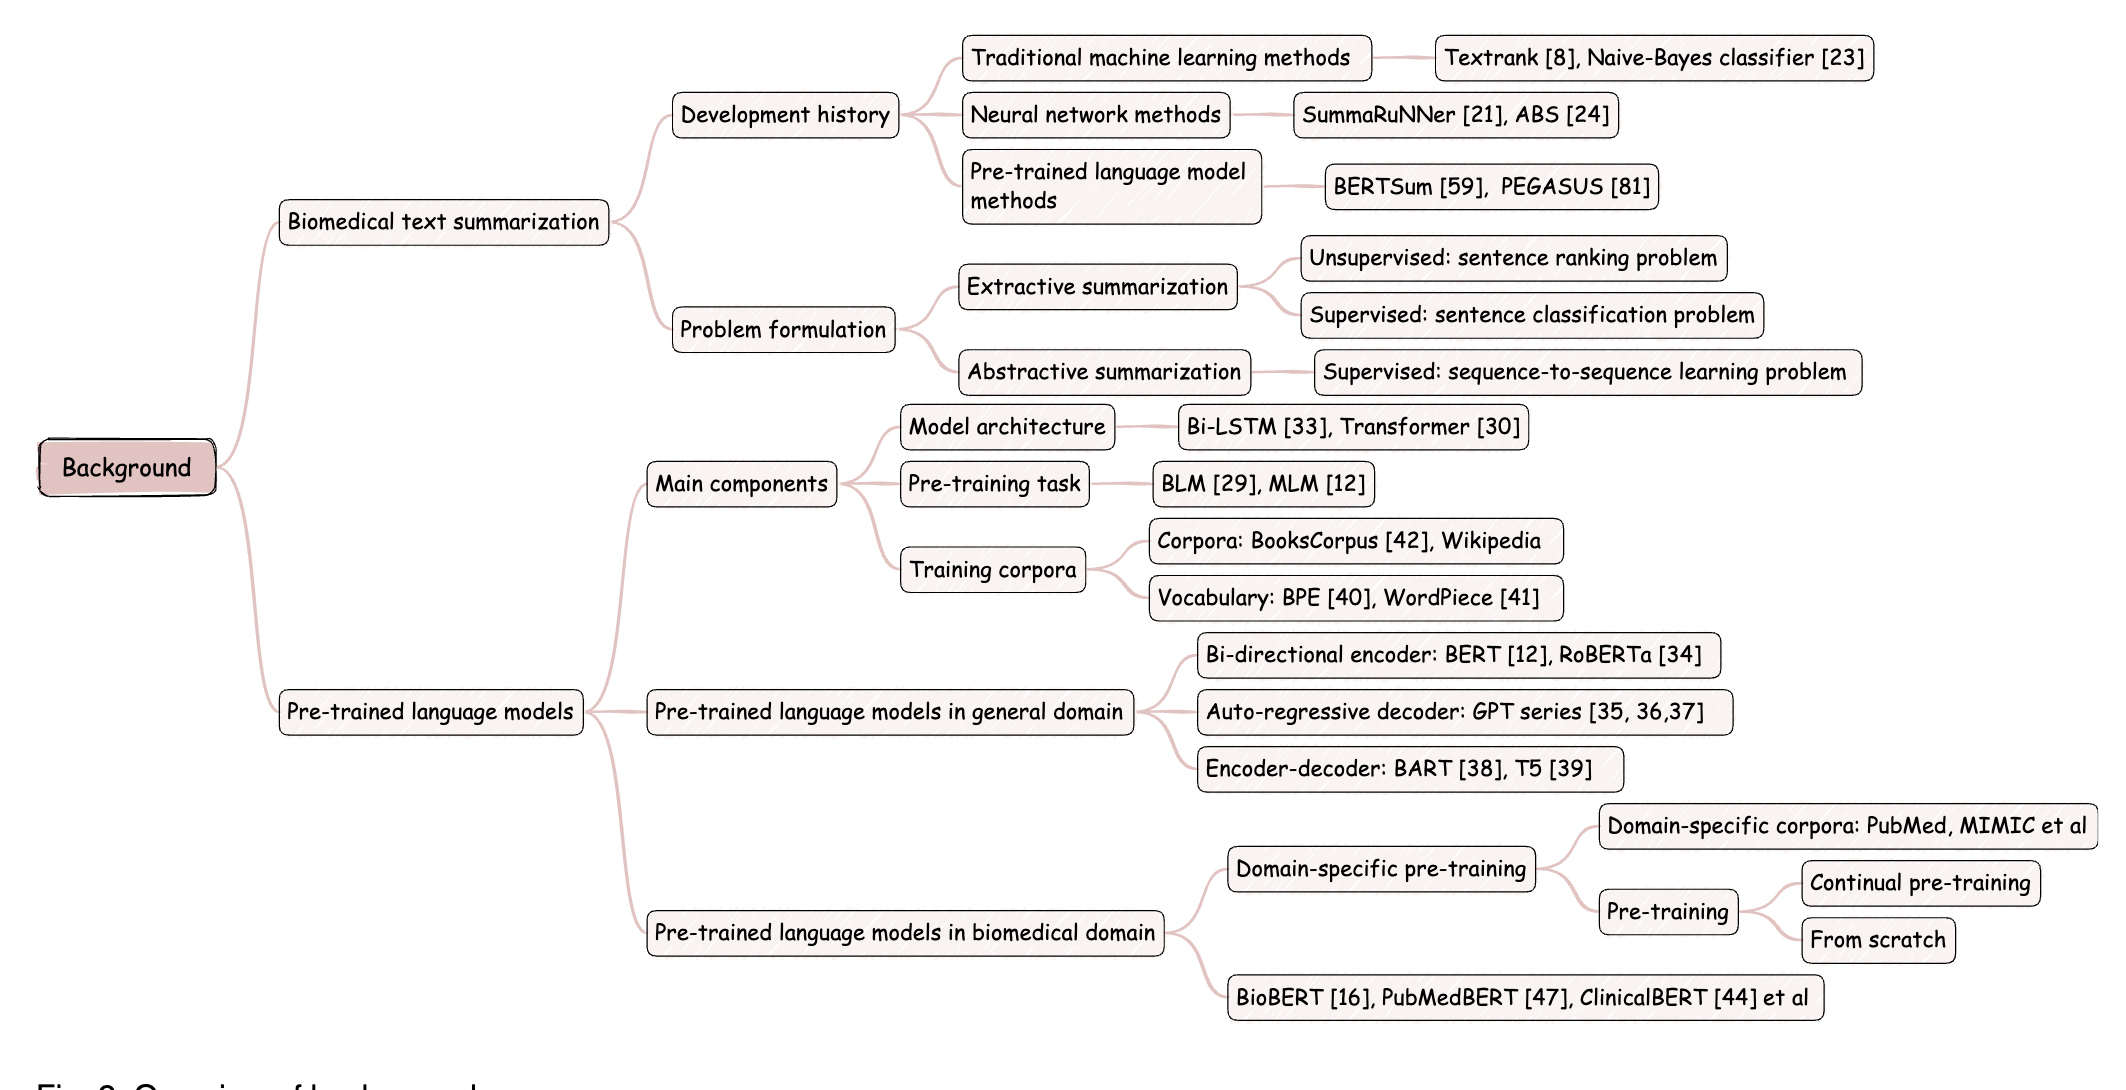 Background
Biomedical text summarization
Development history
Traditional machine learning methods
Textrank [8], Naive-Bayes classifier [23]
Neural network methods
SummaRuNNer [21], ABS [24]
Pre-trained language model
methods
BERTSum [59], PEGASUS [81]
Problem formulation
Extractive summarization
Unsupervised: sentence ranking problem
Supervised: sentence classification problem
Abstractive summarization
Supervised: sequence-to-sequence learning problem
Pre-trained language models
Main components
Model architecture
Bi-LSTM [33], Transformer [30]
Pre-training task
BLM [29], MLM [12]
Training corpora
Corpora: BooksCorpus [42], Wikipedia
Vocabulary: BPE [40], WordPiece [41]
Pre-trained language models in general domain
Bi-directional encoder: BERT [12], RoBERTa [34]
Auto-regressive decoder: GPT series [35, 36,37]
Encoder-decoder: BART [38], T5 [39]
Pre-trained language models in biomedical domain
Domain-specific pre-training
Domain-specific corpora: PubMed, MIMIC et al
Pre-training
Continual pre-training
From scratch
BioBERT [16], PubMedBERT [47], ClinicalBERT [44] et al